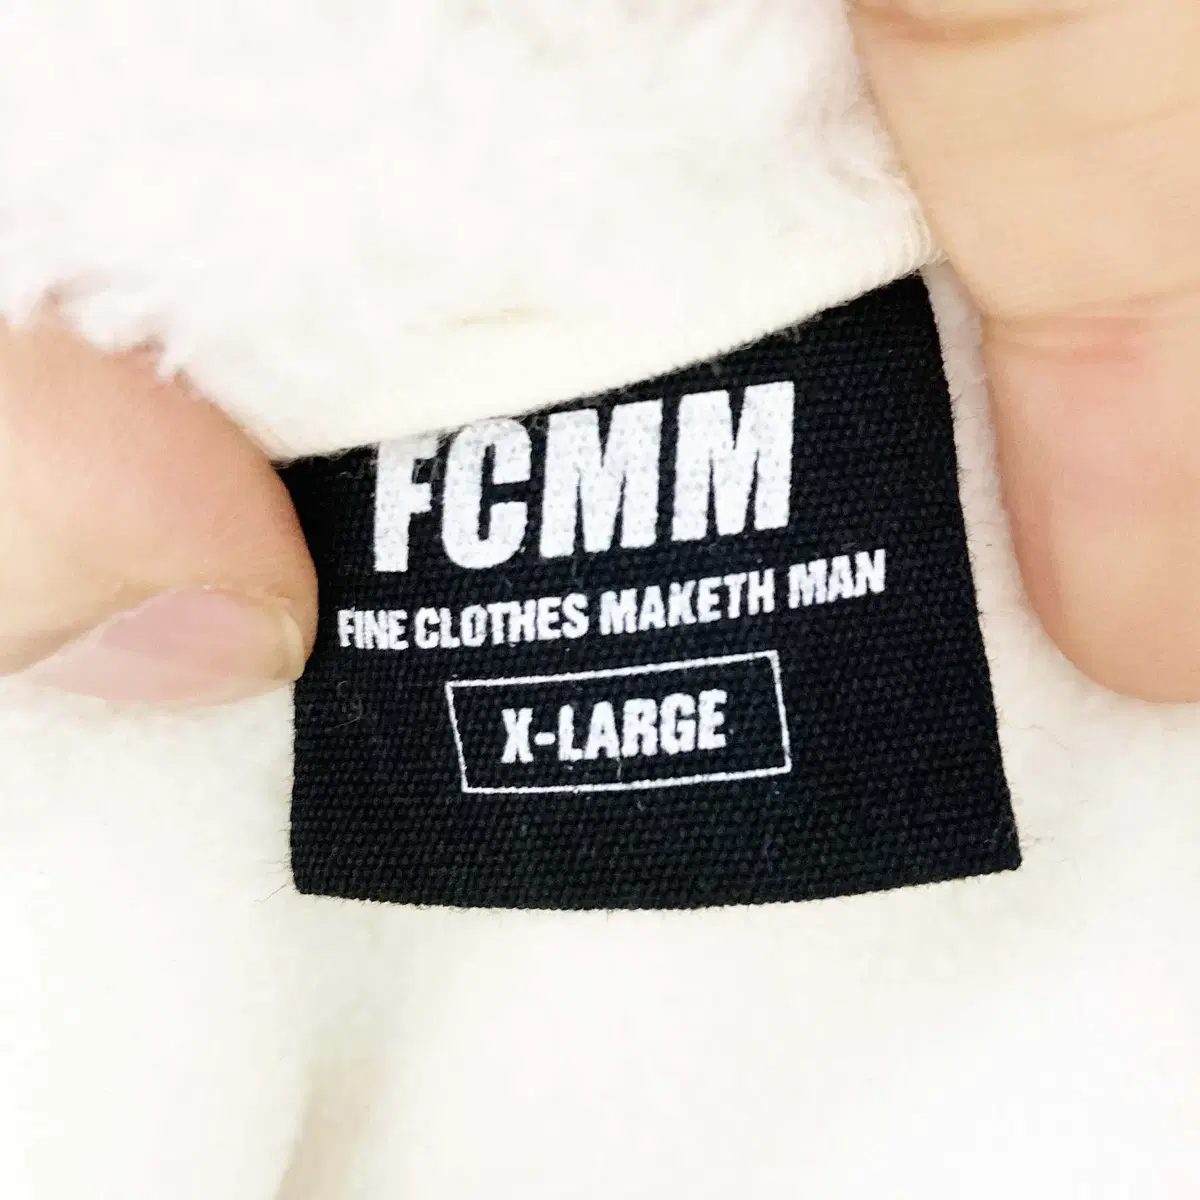 FCMM
FINE CLOTHES MAKETH MAN
X-LARGE